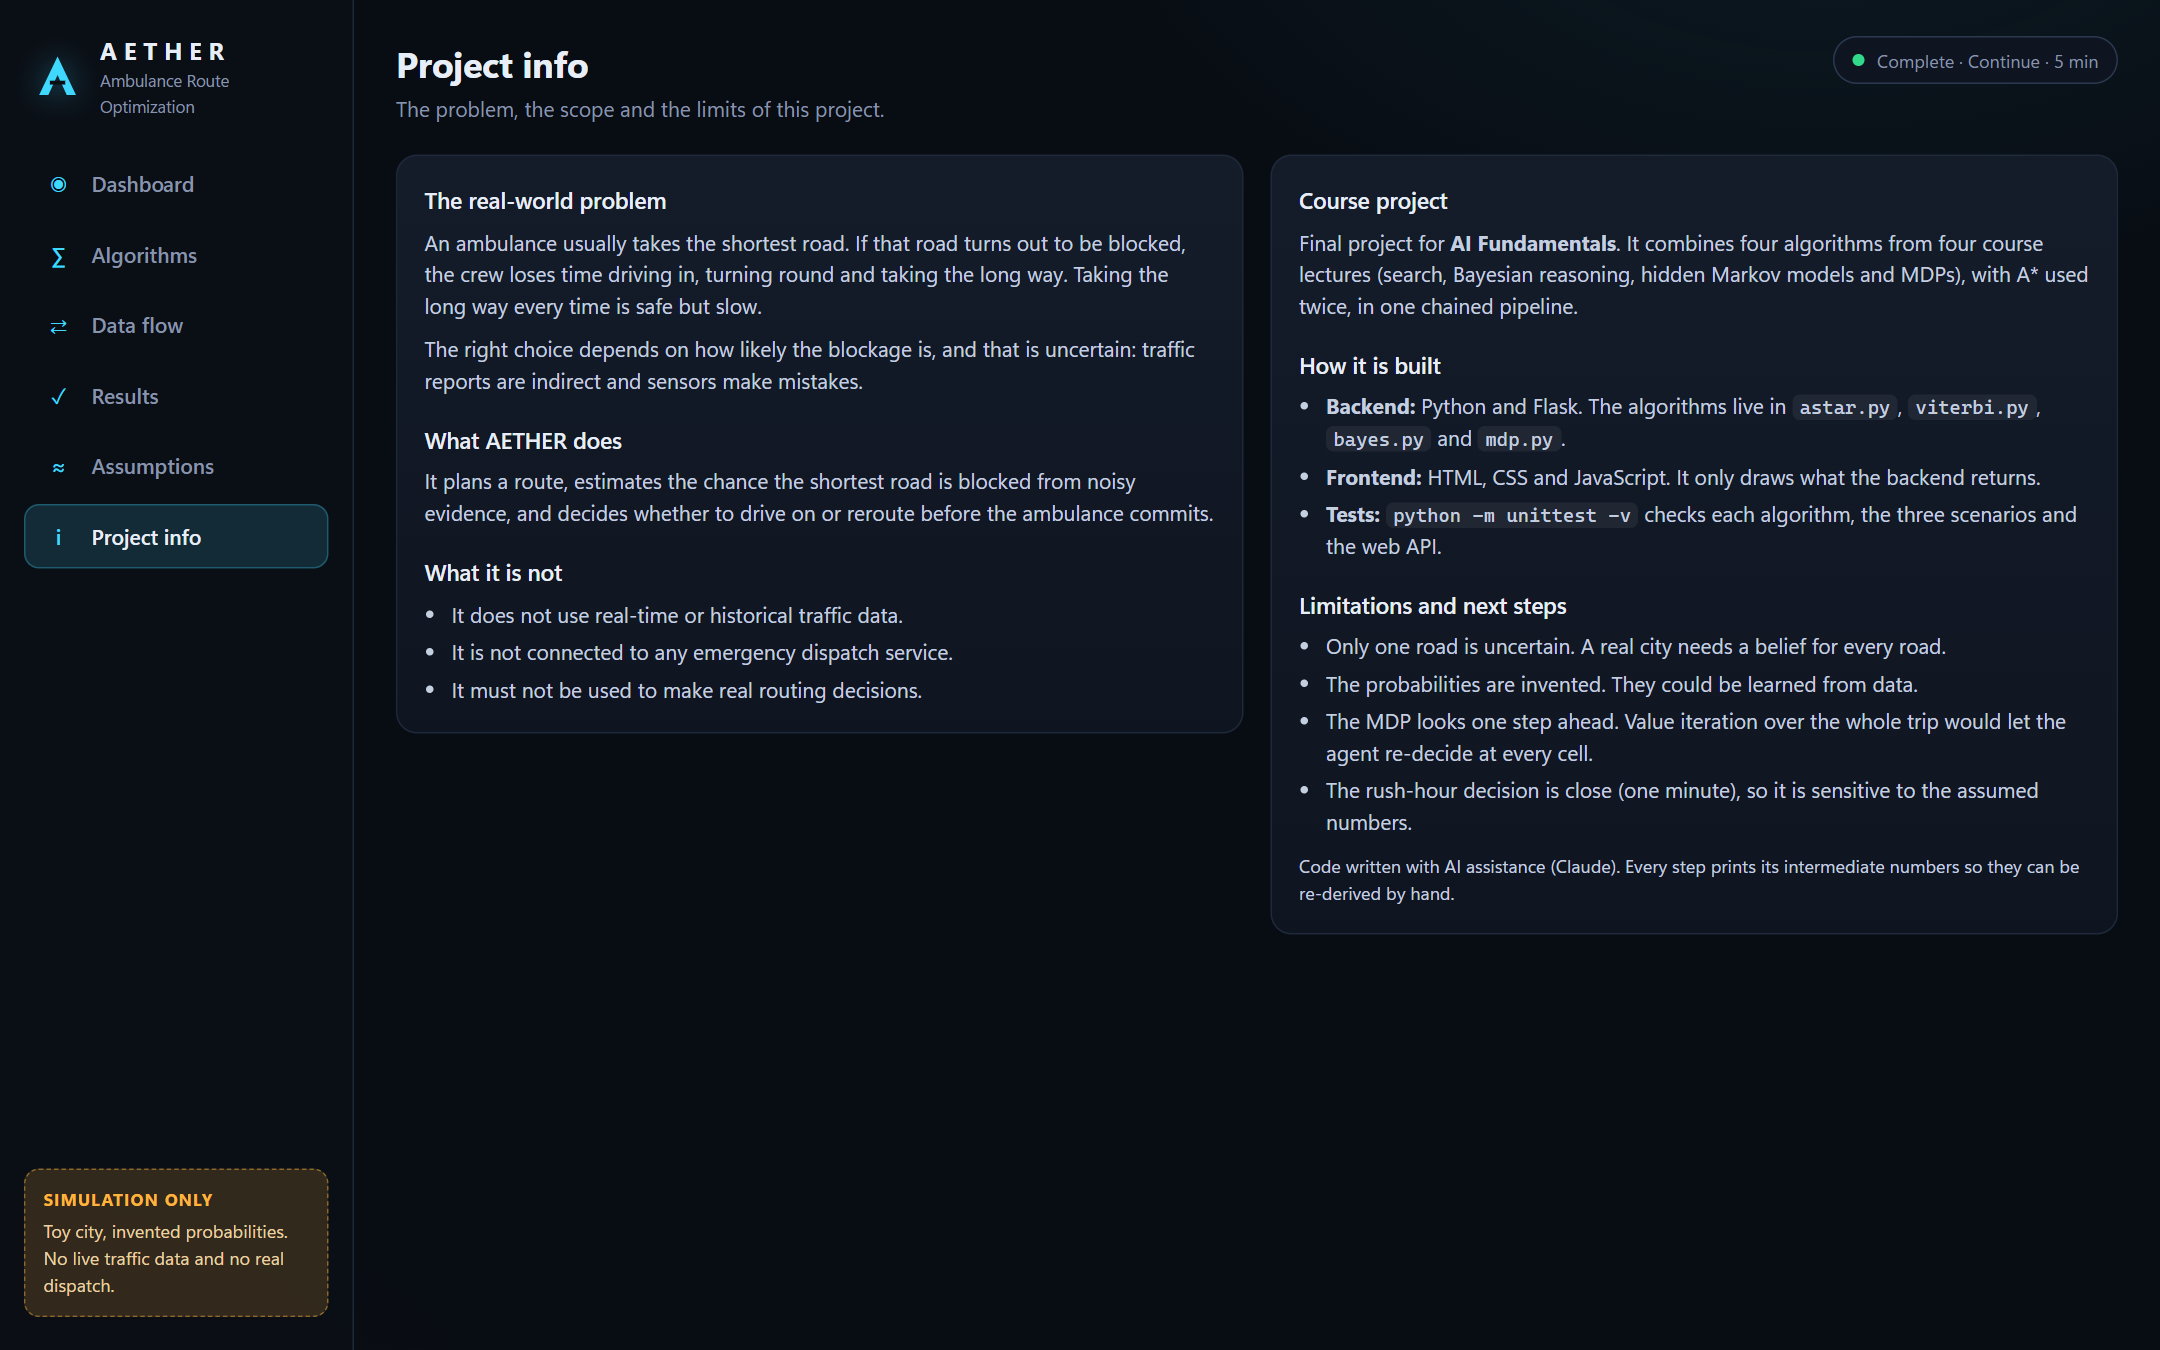 AETHER
Ambulance Route
Optimization
◉ Dashboard
∑ Algorithms
⇄ Data flow
✓ Results
≈ Assumptions
i Project info
SIMULATION ONLY
Toy city, invented probabilities.
No live traffic data and no real
dispatch.
Project info
The problem, the scope and the limits of this project.
Complete · Continue · 5 min
The real-world problem
An ambulance usually takes the shortest road. If that road turns out to be blocked,
the crew loses time driving in, turning round and taking the long way. Taking the
long way every time is safe but slow.
The right choice depends on how likely the blockage is, and that is uncertain: traffic
reports are indirect and sensors make mistakes.
What AETHER does
It plans a route, estimates the chance the shortest road is blocked from noisy
evidence, and decides whether to drive on or reroute before the ambulance commits.
What it is not
• It does not use real-time or historical traffic data.
• It is not connected to any emergency dispatch service.
• It must not be used to make real routing decisions.
Course project
Final project for AI Fundamentals. It combines four algorithms from four course
lectures (search, Bayesian reasoning, hidden Markov models and MDPs), with A* used
twice, in one chained pipeline.
How it is built
• Backend: Python and Flask. The algorithms live in astar.py, viterbi.py,
bayes.py and mdp.py.
• Frontend: HTML, CSS and JavaScript. It only draws what the backend returns.
• Tests: python -m unittest -v checks each algorithm, the three scenarios and
the web API.
Limitations and next steps
• Only one road is uncertain. A real city needs a belief for every road.
• The probabilities are invented. They could be learned from data.
• The MDP looks one step ahead. Value iteration over the whole trip would let the
agent re-decide at every cell.
• The rush-hour decision is close (one minute), so it is sensitive to the assumed
numbers.
Code written with AI assistance (Claude). Every step prints its intermediate numbers so they can be
re-derived by hand.